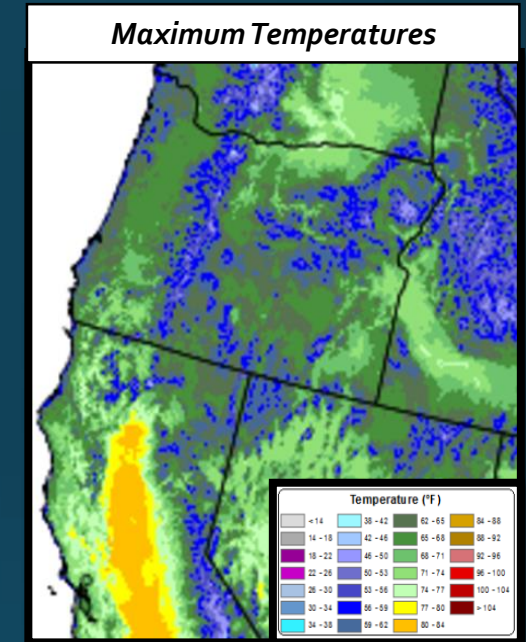 Maximum Temperatures
Temperature (°F)
< 14 38 - 42 62 - 65 84 - 88
14 - 18 42 - 46 65 - 68 88 - 92
18 - 22 46 - 50 68 - 71 92 - 96
22 - 26 50 - 53 71 - 74 96 - 100
26 - 30 53 - 56 74 - 77 100 - 104
30 - 34 56 - 59 77 - 80 > 104
34 - 38 59 - 62 80 - 84